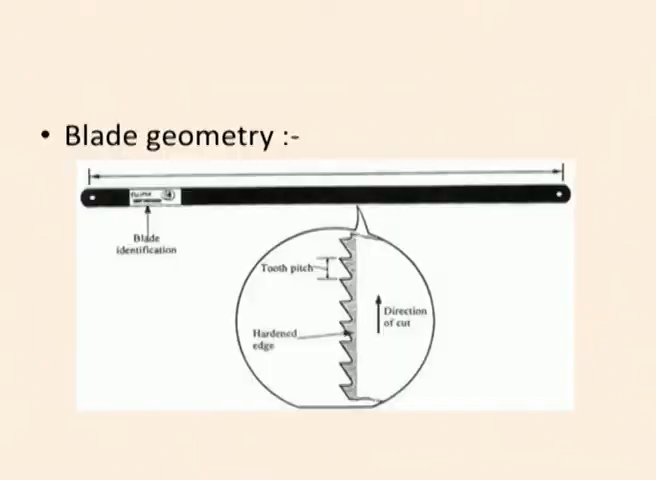 • Blade geometry :-
Blade
identification
Tooth pitch
Direction
of cut
Hardened
edge